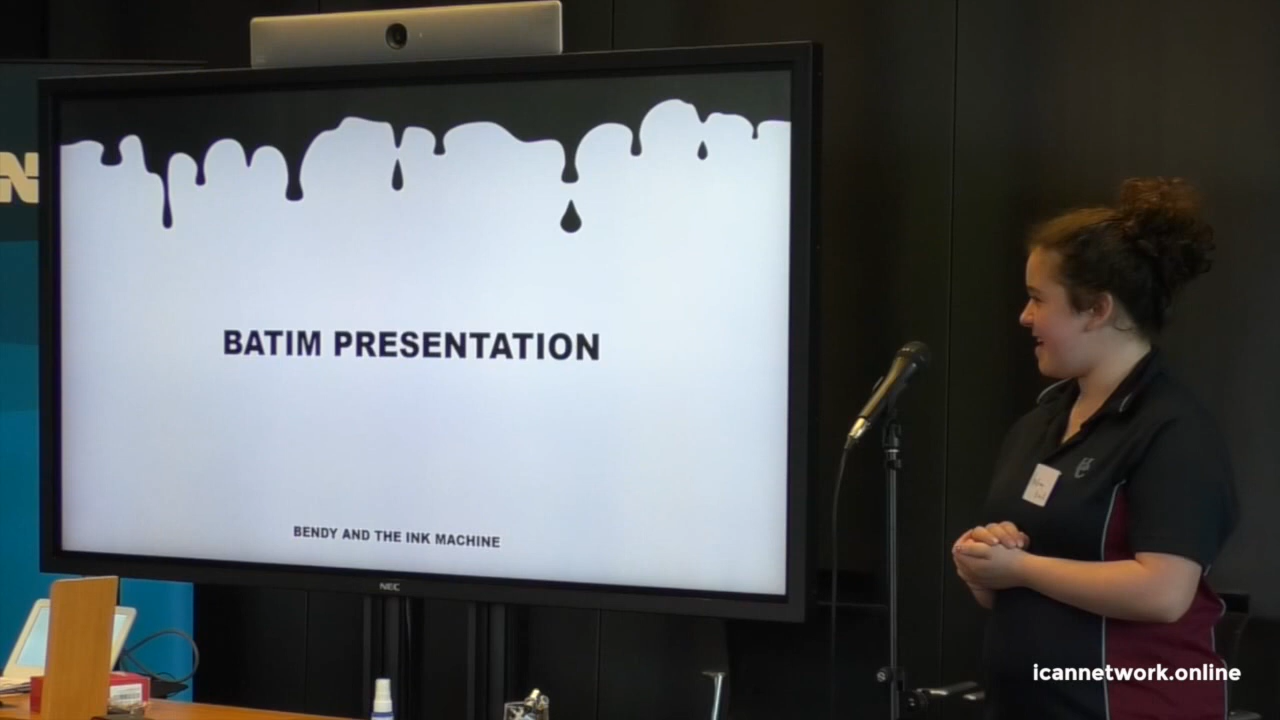 N
BATIM PRESENTATION
BENDY AND THE INK MACHINE
NEC
icannetwork.online